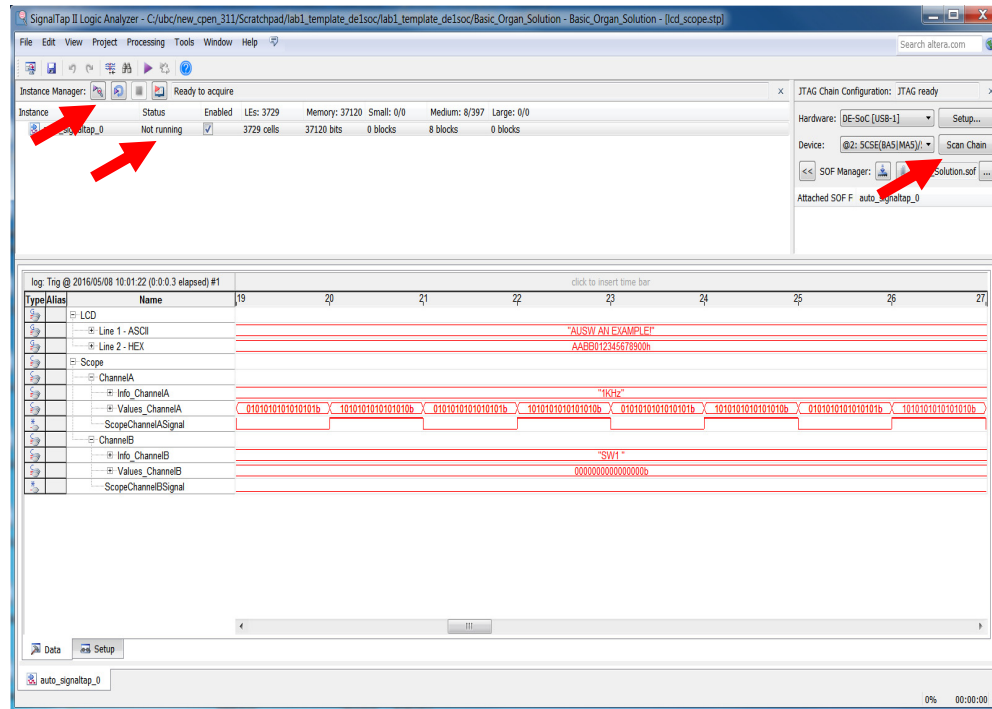 SignalTap II Logic Analyzer - C:/ubc/new_cpen_311/Scratchpad/lab1_template_de1soc/lab1_template_de1soc/Basic_Organ_Solution - Basic_Organ_Solution - [lcd_scope.stp]
File Edit View Project Processing Tools Window Help
Search altera.com
Instance Manager: Ready to acquire
Instance Status Enabled LEs: 3729 Memory: 37120 Small: 0/0 Medium: 8/397 Large: 0/0
Not running 3729 cells 37120 bits 0 blocks 8 blocks 0 blocks
JTAG Chain Configuration: JTAG ready
Hardware: DE-SoC [USB-1] Setup...
Device: @2: 5CSE(BA5|MA5)/! Scan Chain
<< SOF Manager: Solution.sof ...
Attached SOF F auto_signaltap_0
log: Trig @ 2016/05/08 10:01:22 (0:0:0.3 elapsed) #1 click to insert time bar
Type Alias Name 19 20 21 22 23 24 25 26 27
LCD
Line 1 - ASCII "AUSW AN EXAMPLE!"
Line 2 - HEX AABB012345678900h
Scope
ChannelA
Info_ChannelA "1KHz"
Values_ChannelA 0101010101010101b 1010101010101010b 0101010101010101b 1010101010101010b 0101010101010101b 1010101010101010b 0101010101010101b 1010101010101010b
ScopeChannelASignal
ChannelB
Info_ChannelB "SW1 "
Values_ChannelB 0000000000000000b
ScopeChannelBSignal
Data Setup
auto_signaltap_0
0% 00:00:00